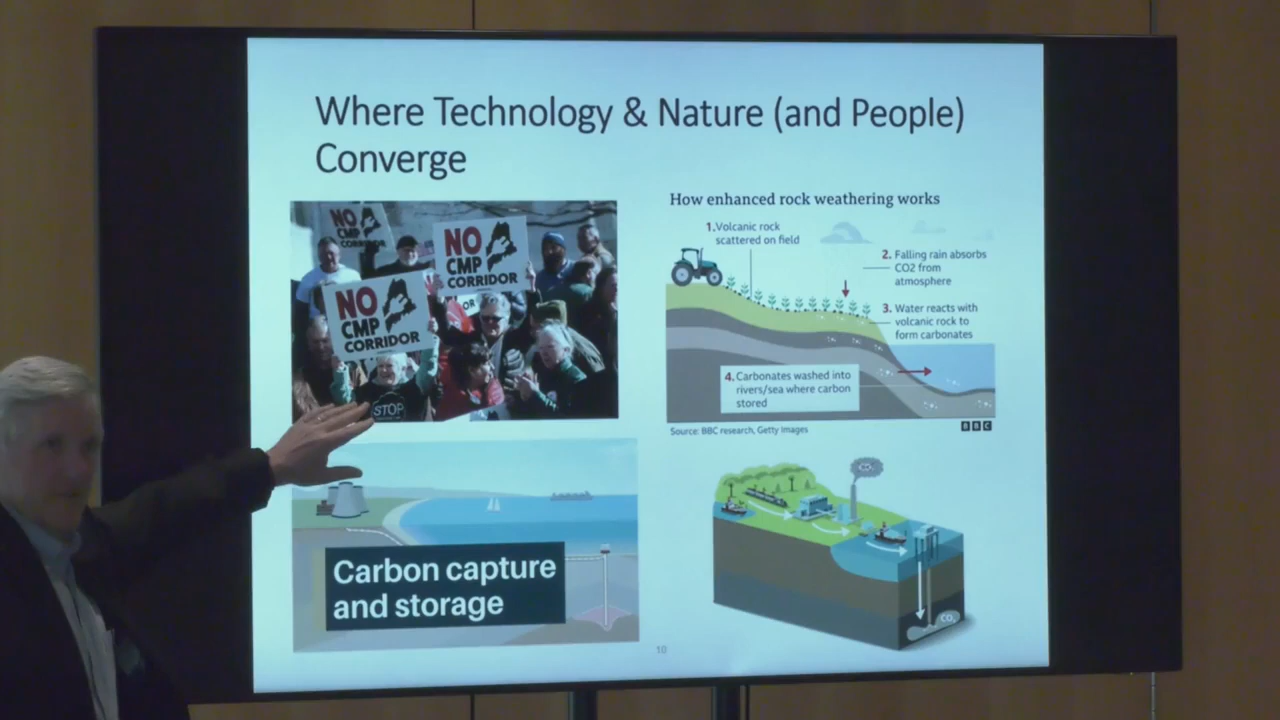 Where Technology & Nature (and People)
Converge
NO
CMP
CORRIDOR
NO
CMP
CORRIDOR
NO
CMP
CORRIDOR
OR
STOP
How enhanced rock weathering works
1. Volcanic rock
scattered on field
2. Falling rain absorbs
CO2 from
atmosphere
3. Water reacts with
volcanic rock to
form carbonates
4. Carbonates washed into
rivers/sea where carbon
stored
Source: BBC research, Getty Images
BBC
Carbon capture
and storage
CO₂
10